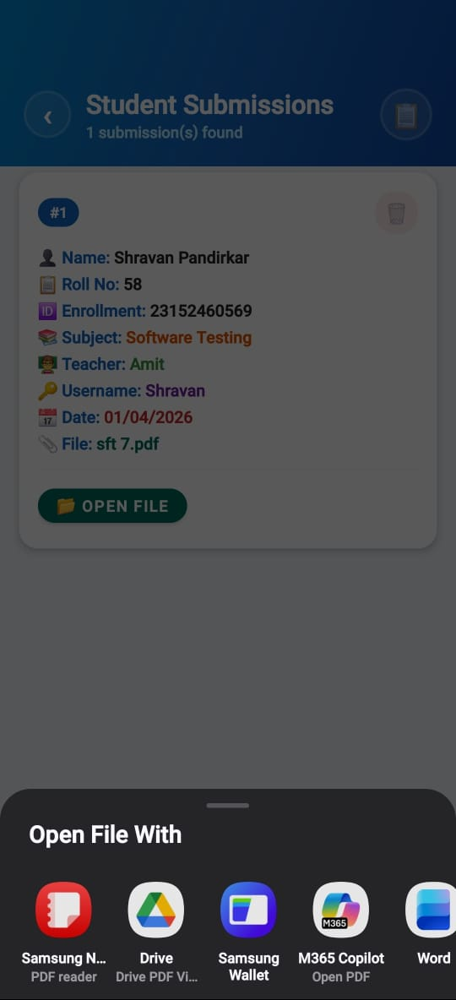 Student Submissions
1 submission(s) found
#1
Name: Shravan Pandirkar
Roll No: 58
ID Enrollment: 23152460569
Subject: Software Testing
Teacher: Amit
Username: Shravan
17 Date: 01/04/2026
File: sft 7.pdf
OPEN FILE
Open File With
Samsung N...
PDF reader
Drive
Drive PDF Vi...
Samsung
Wallet
M365
M365 Copilot
Open PDF
Word